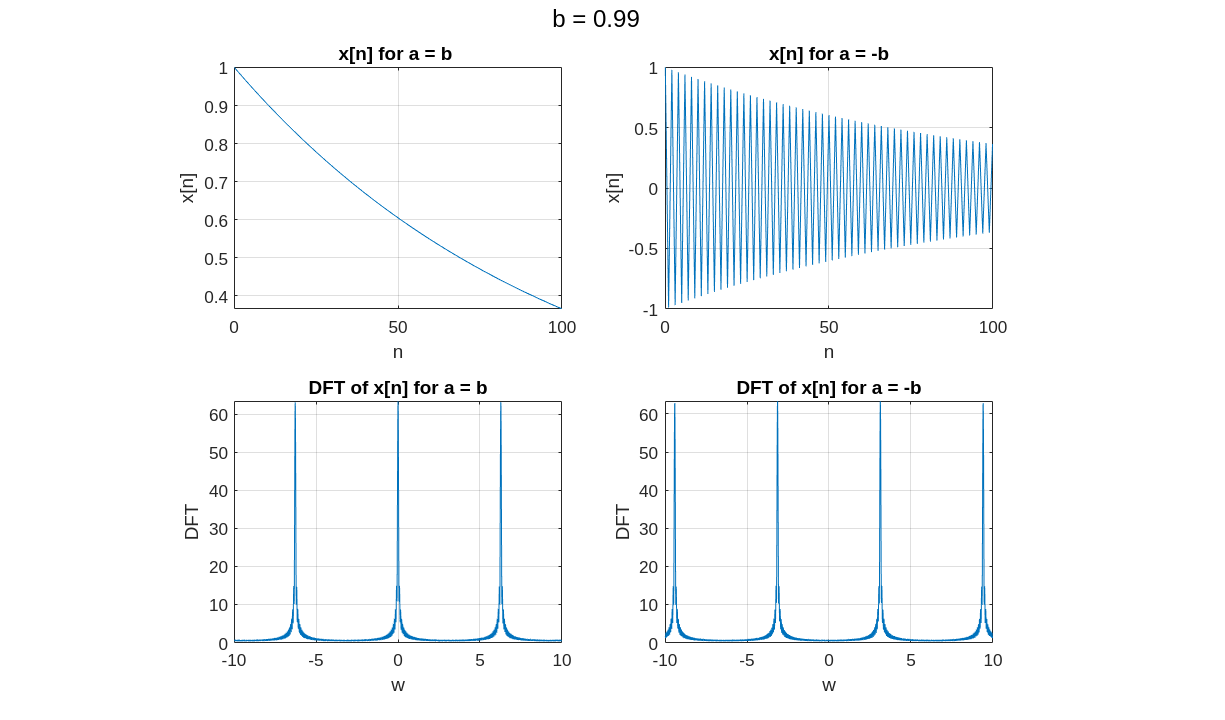 b = 0.99
x[n] for a = b
1
0.9
0.8
0.7
0.6
0.5
0.4
x[n]
0 50 100
n
x[n] for a = -b
1
0.5
0
-0.5
-1
x[n]
0 50 100
n
DFT of x[n] for a = b
60
50
40
30
20
10
0
DFT
-10 -5 0 5 10
w
DFT of x[n] for a = -b
60
50
40
30
20
10
0
DFT
-10 -5 0 5 10
w